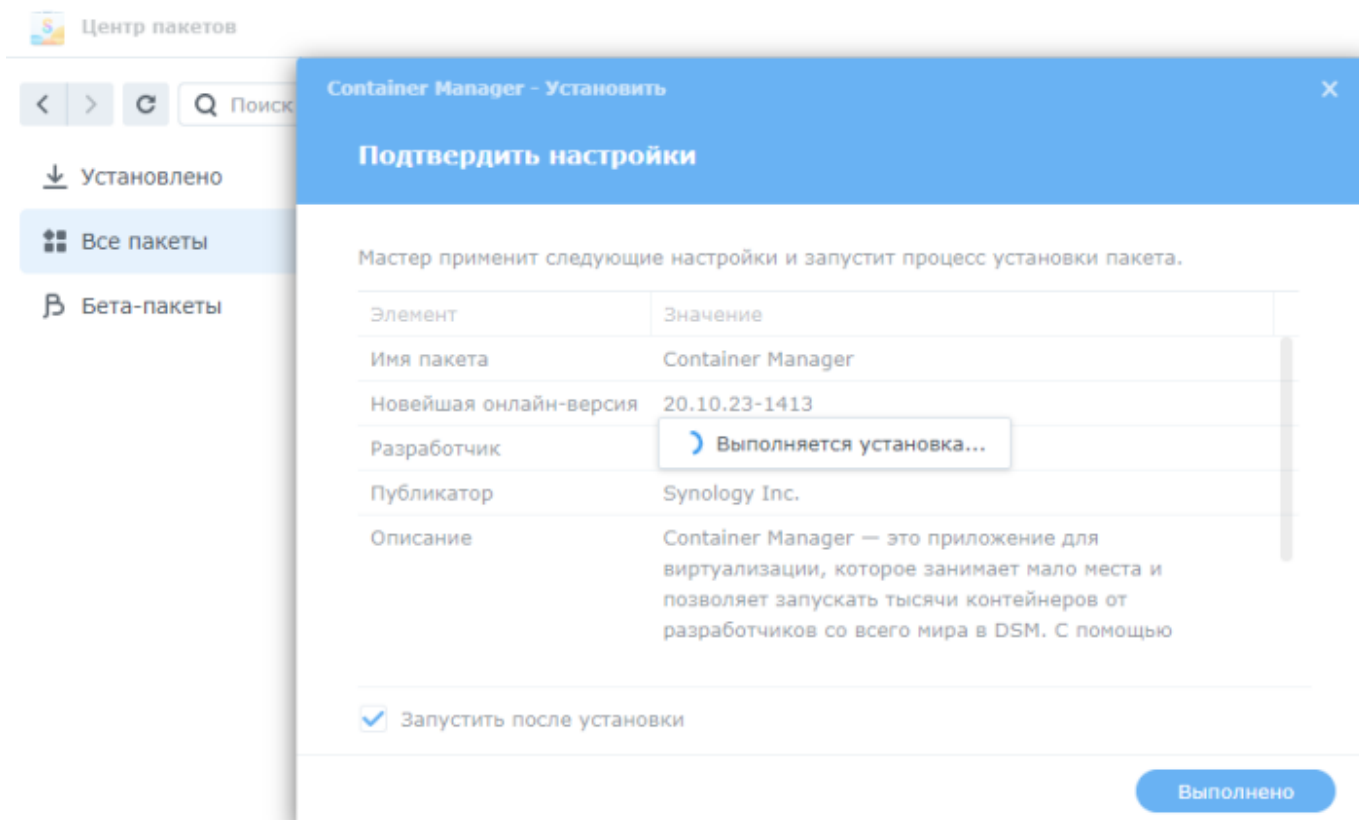 Центр пакетов
Container Manager - Установить
Поиск
Подтвердить настройки
Установлено
Все пакеты
Бета-пакеты
Мастер применит следующие настройки и запустит процесс установки пакета.
Элемент Значение
Имя пакета Container Manager
Новейшая онлайн-версия 20.10.23-1413
Разработчик
Выполняется установка...
Публикатор Synology Inc.
Описание Container Manager — это приложение для
виртуализации, которое занимает мало места и
позволяет запускать тысячи контейнеров от
разработчиков со всего мира в DSM. С помощью
Запустить после установки
Выполнено